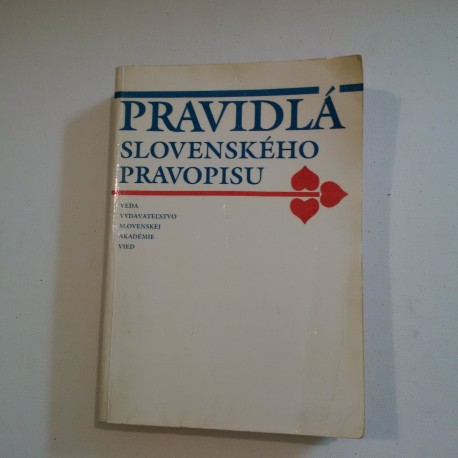 PRAVIDLÁ
SLOVENSKÉHO
PRAVOPISU
VEDA
VYDAVATEĽSTVO
SLOVENSKEJ
AKADÉMIE
VIED